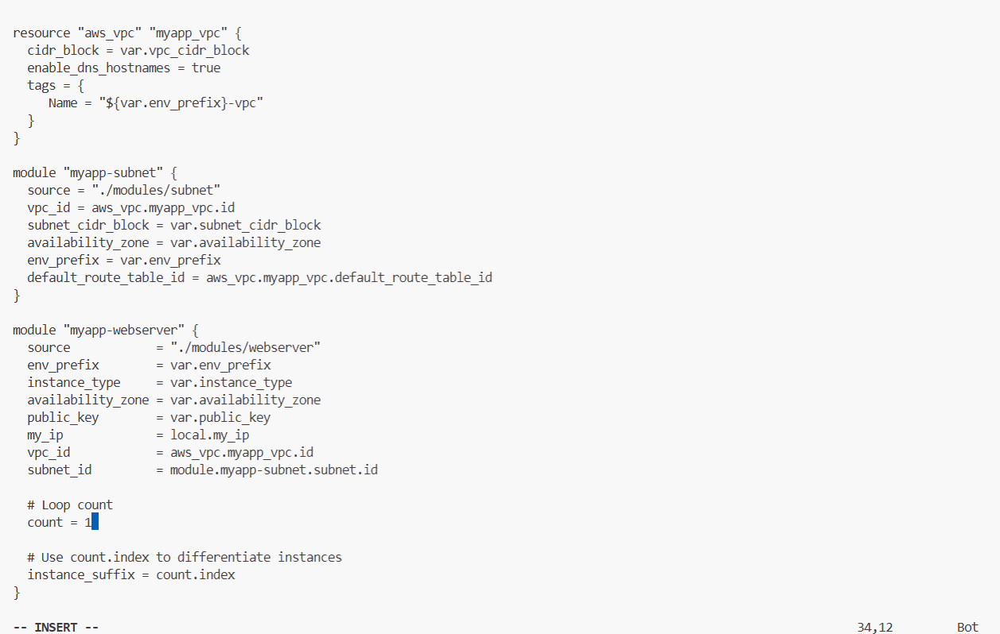 resource "aws_vpc" "myapp_vpc" {
  cidr_block = var.vpc_cidr_block
  enable_dns_hostnames = true
  tags = {
     Name = "${var.env_prefix}-vpc"
  }
}

module "myapp-subnet" {
  source = "./modules/subnet"
  vpc_id = aws_vpc.myapp_vpc.id
  subnet_cidr_block = var.subnet_cidr_block
  availability_zone = var.availability_zone
  env_prefix = var.env_prefix
  default_route_table_id = aws_vpc.myapp_vpc.default_route_table_id
}

module "myapp-webserver" {
  source            = "./modules/webserver"
  env_prefix        = var.env_prefix
  instance_type     = var.instance_type
  availability_zone = var.availability_zone
  public_key        = var.public_key
  my_ip             = local.my_ip
  vpc_id            = aws_vpc.myapp_vpc.id
  subnet_id         = module.myapp-subnet.subnet.id

  # Loop count
  count = 1

  # Use count.index to differentiate instances
  instance_suffix = count.index
}

-- INSERT -- 34,12 Bot